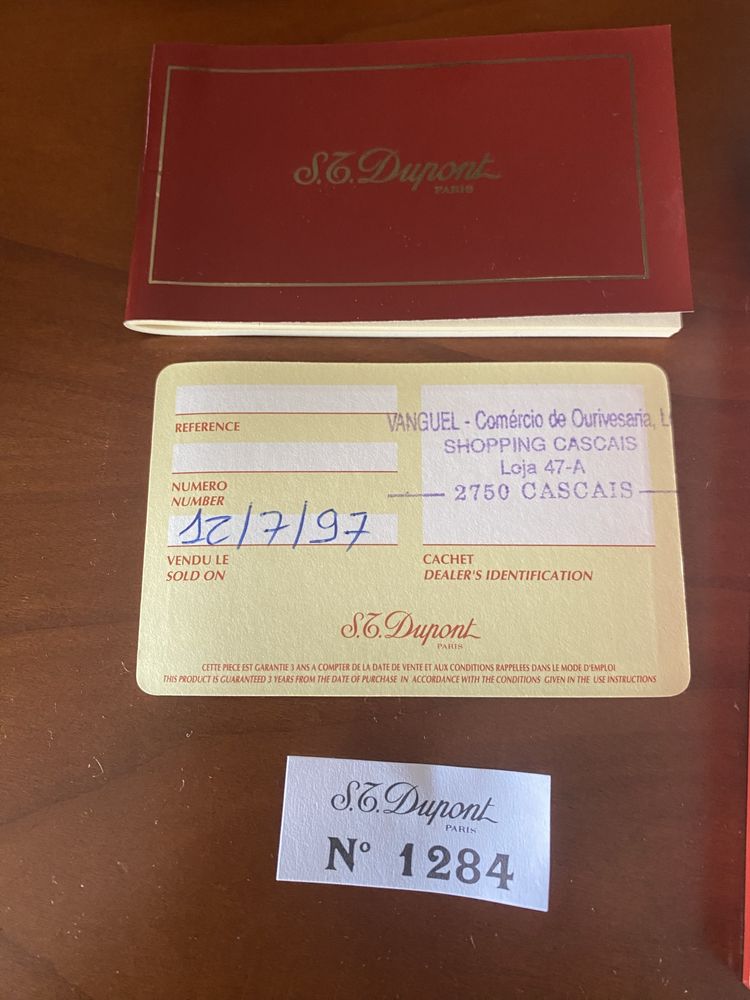 S.T. Dupont
PARIS
REFERENCE
NUMERO
NUMBER
12/7/97
VENDU LE
SOLD ON
VANGUEL - Comércio de Ourivesaria, L
SHOPPING CASCAIS
Loja 47-A
2750 CASCAIS
CACHET
DEALER'S IDENTIFICATION
S.T. Dupont
PARIS
CETTE PIECE EST GARANTIE 3 ANS A COMPTER DE LA DATE DE VENTE ET AUX CONDITIONS RAPPELEES DANS LE MODE D'EMPLOI
THIS PRODUCT IS GUARANTEED 3 YEARS FROM THE DATE OF PURCHASE IN ACCORDANCE WITH THE CONDITIONS GIVEN IN THE USE INSTRUCTIONS
S.T. Dupont
PARIS
Nº 1284